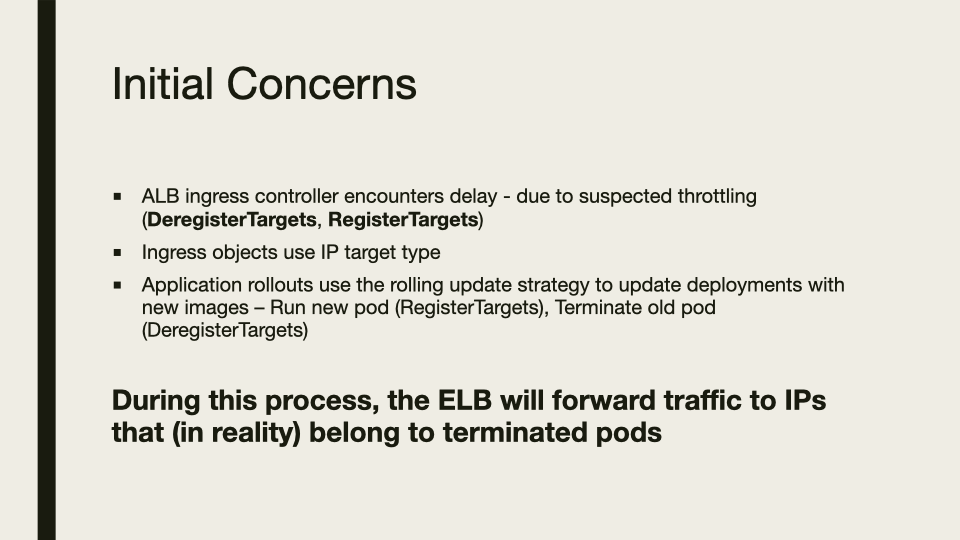 Initial Concerns
▪ ALB ingress controller encounters delay - due to suspected throttling
(DeregisterTargets, RegisterTargets)
▪ Ingress objects use IP target type
▪ Application rollouts use the rolling update strategy to update deployments with
new images – Run new pod (RegisterTargets), Terminate old pod
(DeregisterTargets)
During this process, the ELB will forward traffic to IPs
that (in reality) belong to terminated pods